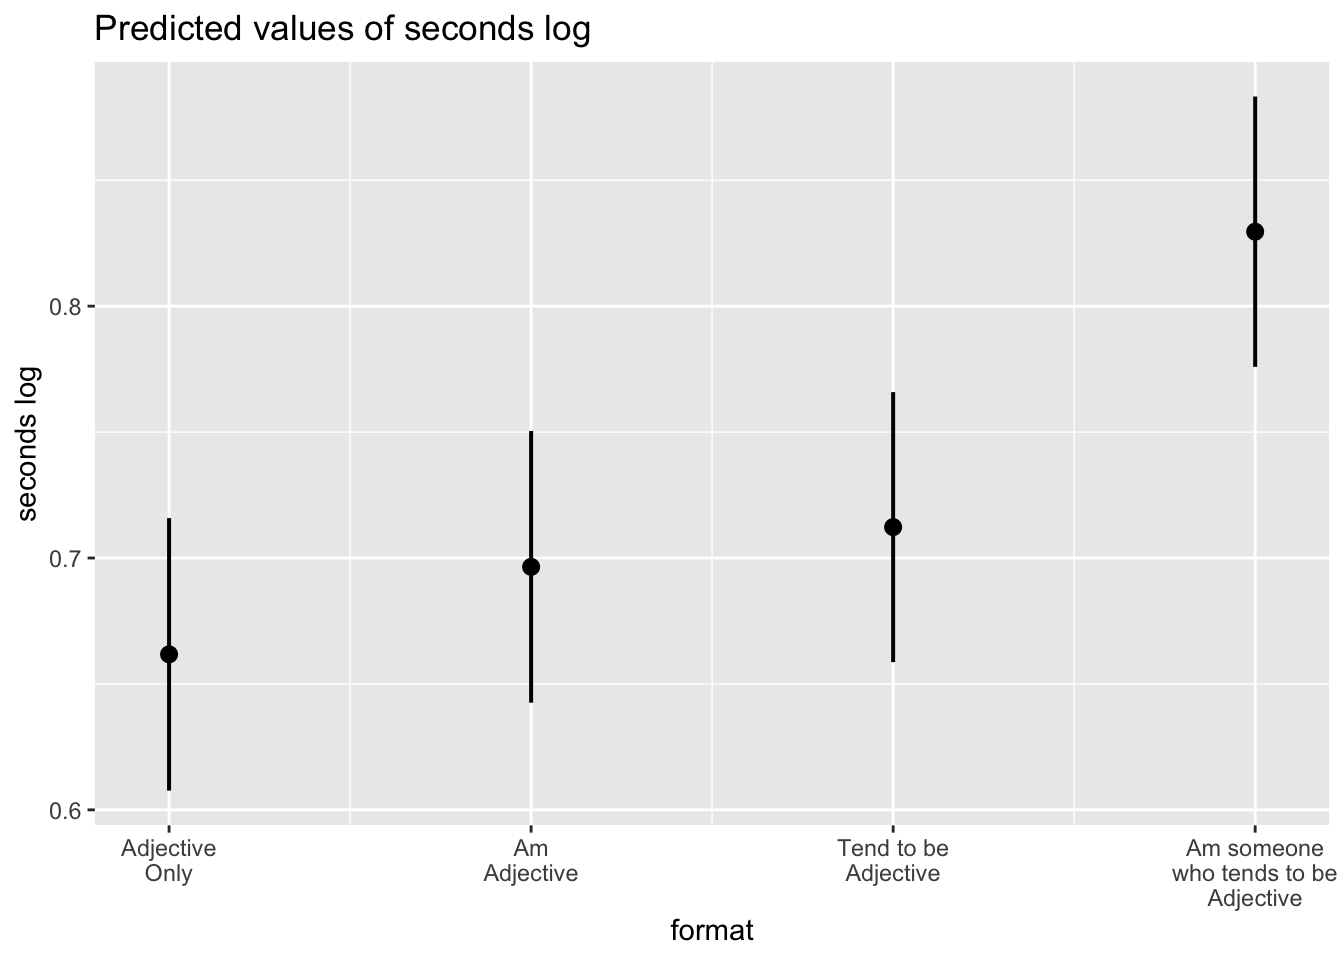 Predicted values of seconds log
seconds log
0.8
0.7
0.6
Adjective
Only
Am
Adjective
Tend to be
Adjective
Am someone
who tends to be
Adjective
format